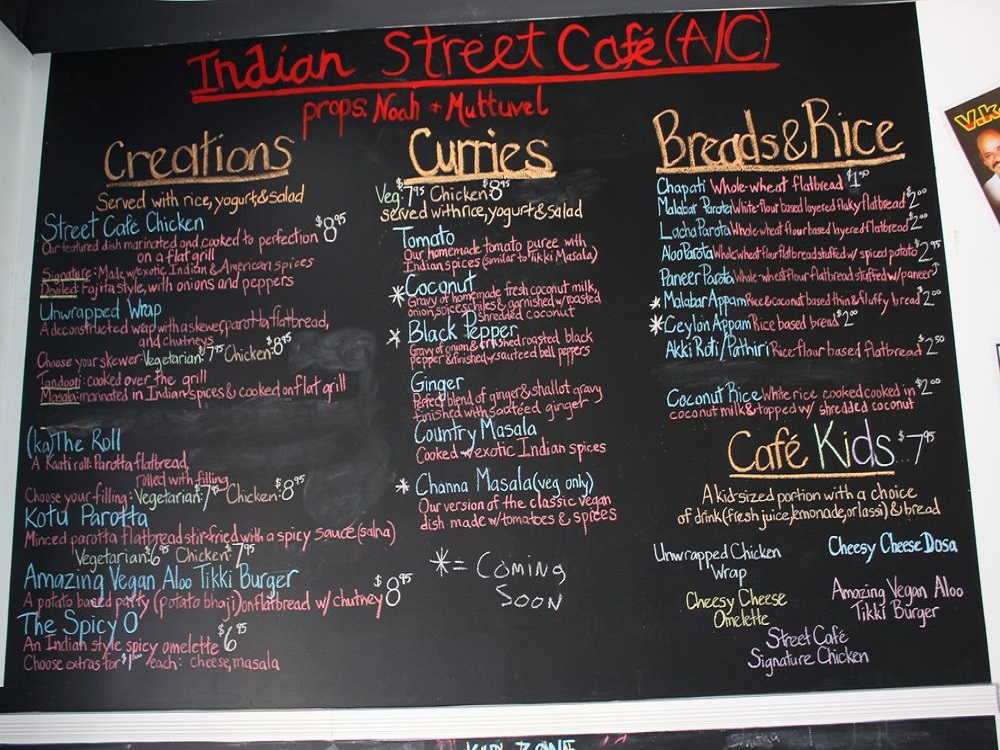 Indian Street Café (A/C)
props. Noah + Muttuvel
Creations
Served with rice, yogurt & salad
Street Café Chicken $8.95
Our featured dish marinated and cooked to perfection
on a flat grill
Signature: Made w/exotic Indian & American spices
Deviled: Fajita style, with onions and peppers
Unwrapped Wrap
A deconstructed wrap with a skewer, parotta, flatbread,
and chutneys
Choose your skewer: Vegetarian: $7.95 Chicken: $8.95
Tandoori: cooked over the grill
Masala: marinated in Indian spices & cooked on flat grill
(ka)The Roll
A Kaati roll: Parotta flatbread,
rolled with filling
Choose your filling: Vegetarian: $7.95 Chicken: $8.95
Kotu Parotta
Minced parotta flatbread stir-fried with a spicy sauce (salna)
Vegetarian: $6.95 Chicken: $7.95
Amazing Vegan Aloo Tikki Burger
A potato based patty (potato bhaji) on flatbread w/ chutney $8.95
The Spicy O'
An Indian style spicy omelette $6.95
Choose extras for $1.00 each: cheese, masala
Curries
Veg: $7.95 Chicken: $8.95
served with rice, yogurt & salad
Tomato
Our homemade tomato puree with
Indian spices (similar to Tikki Masala)
*Coconut
Gravy of homemade fresh coconut milk,
onion, spices, chiles & garnished w/roasted
shredded coconut
*Black Pepper
Gravy of onion & crushed roasted black
pepper & finished w/ sauteed bell peppers
Ginger
Perfect blend of ginger & shallot gravy
finished with sautéed ginger
Country Masala
Cooked w/exotic Indian spices
*Channa Masala (veg only)
Our version of the classic vegan
dish made w/tomatoes & spices
*= Coming
Soon
Breads & Rice
Chapati Whole-wheat flatbread $1.50
Malabar Parota White-flour based layered flaky flatbread $2.00
Lacha Parota Whole-wheat flour based layered flatbread $2.00
Aloo Parota Whole wheat flour flatbread stuffed w/ spiced potato $2.95
Paneer Parota Whole-wheat flour flatbread stuffed w/ paneer
*Malabar Appam Rice & coconut based thin & fluffy bread $2.00
*Ceylon Appam Rice based bread $2.00
Akki Roti/Pathiri Rice flour based flatbread $2.50
Coconut Rice White rice cooked cooked in $2.00
coconut milk & topped w/ shredded coconut
Café Kids...$7.95
A kid sized portion with a choice
of drink (fresh juice, lemonade, or lassi) & bread
Unwrapped Chicken
Wrap
Cheesy Cheese Dosa
Cheesy Cheese
Omelette
Amazing Vegan Aloo
Tikki Burger
Street Café
Signature Chicken